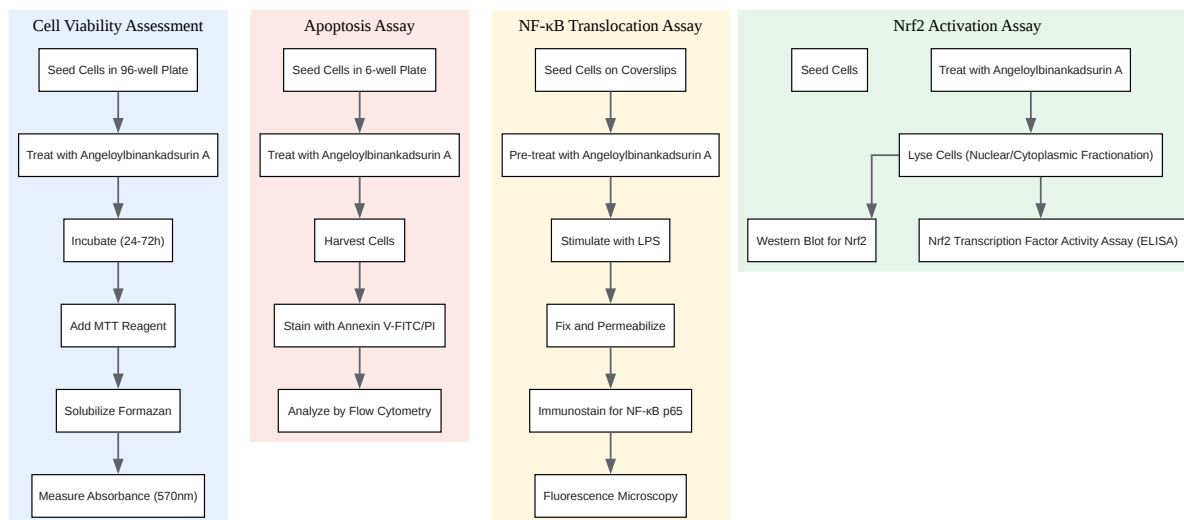 Cell Viability Assessment
Seed Cells in 96-well Plate
Treat with Angeloylbinankadsurin A
Incubate (24-72h)
Add MTT Reagent
Solubilize Formazan
Measure Absorbance (570nm)
Apoptosis Assay
Seed Cells in 6-well Plate
Treat with Angeloylbinankadsurin A
Harvest Cells
Stain with Annexin V-FITC/PI
Analyze by Flow Cytometry
NF-κB Translocation Assay
Seed Cells on Coverslips
Pre-treat with Angeloylbinankadsurin A
Stimulate with LPS
Fix and Permeabilize
Immunostain for NF-κB p65
Fluorescence Microscopy
Nrf2 Activation Assay
Seed Cells
Treat with Angeloylbinankadsurin A
Lyse Cells (Nuclear/Cytoplasmic Fractionation)
Western Blot for Nrf2
Nrf2 Transcription Factor Activity Assay (ELISA)